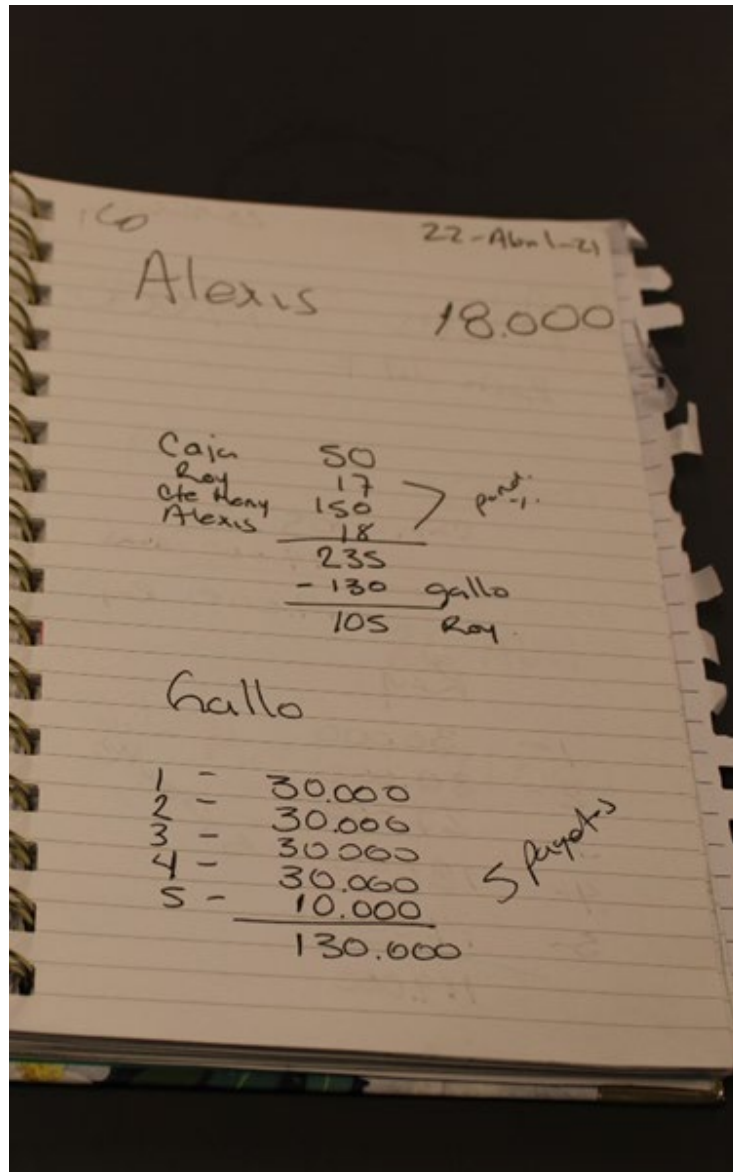 22-Abril-21
Alexis 18.000
Caja 50
Roy 17
Cte Hony 150
Alexis 18
235
- 130 gallo
105 Roy.
Gallo
1 - 30.000
2 - 30.000
3 - 30.000
4 - 30.000
5 - 10.000
5 paqetes
130.000